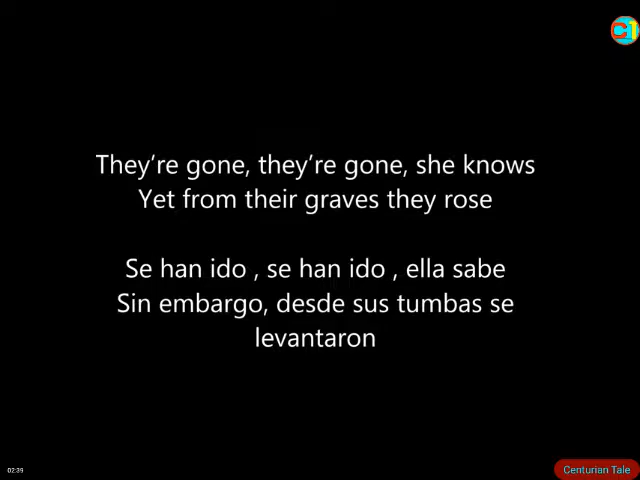 C1
They’re gone, they’re gone, she knows
Yet from their graves they rose
Se han ido , se han ido , ella sabe
Sin embargo, desde sus tumbas se
levantaron
02:39
Centurian Tale